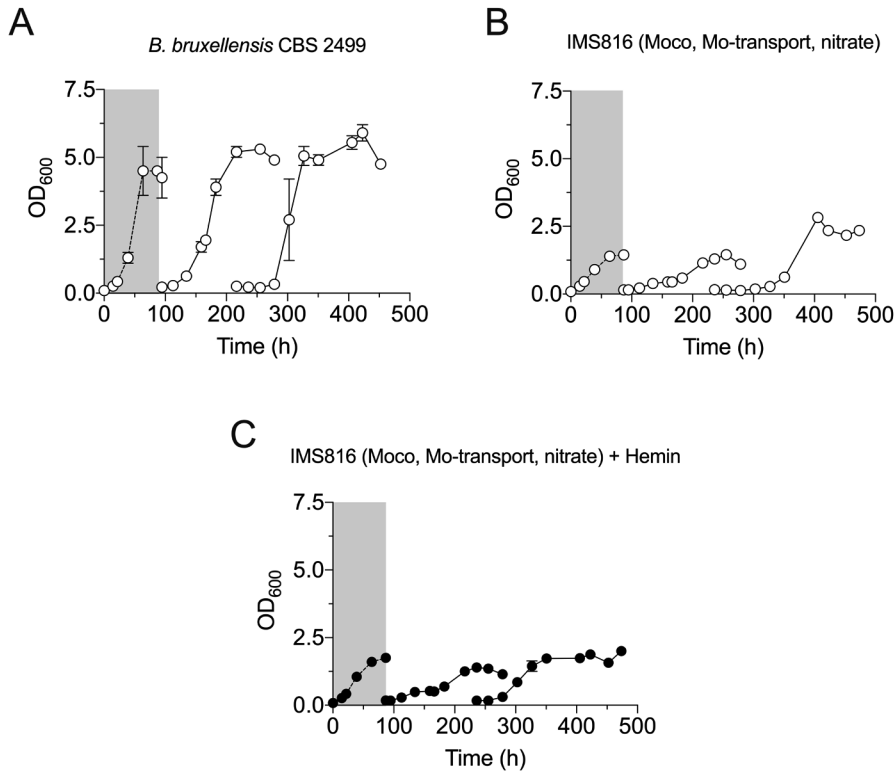 A
B. bruxellensis CBS 2499
7.5
5.0
2.5
0.0
OD600
0
100
200
300
400
500
Time (h)
B
IMS816 (Moco, Mo-transport, nitrate)
7.5
5.0
2.5
0.0
OD600
0
100
200
300
400
500
Time (h)
C
IMS816 (Moco, Mo-transport, nitrate) + Hemin
7.5
5.0
2.5
0.0
OD600
0
100
200
300
400
500
Time (h)